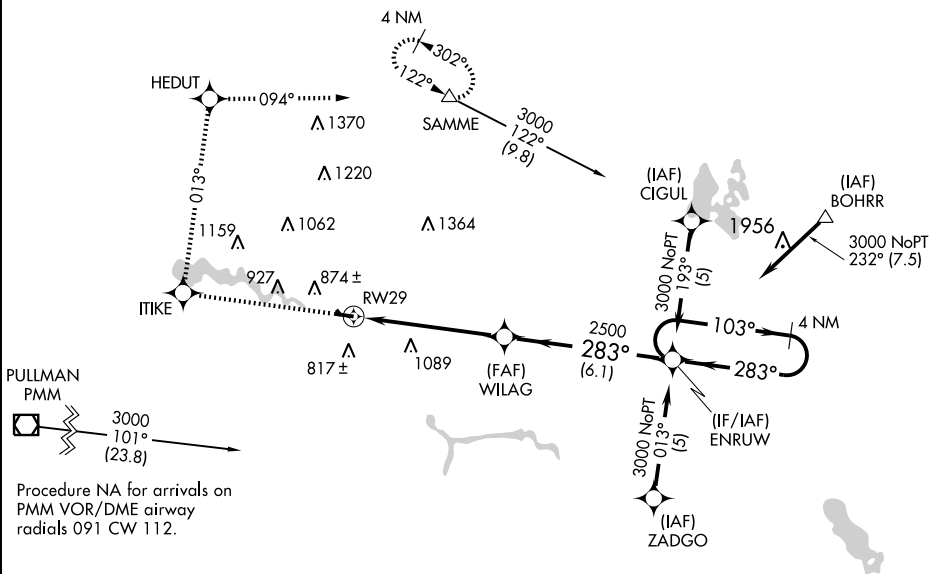 4 NM
302°
122°
SAMME
3000
122°
(9.8)
HEDUT
094°
1370
1220
013°
1159
1062
1364
927
874 ±
ITIKE
RW29
817 ±
1089
(IAF)
CIGUL
1956
(IAF)
BOHRR
3000 NoPT
232° (7.5)
3000 NoPT
193°
(5)
103°
4 NM
2500
283°
(6.1)
283°
(FAF)
WILAG
(IF/IAF)
ENRUW
3000 NoPT
013°
(5)
(IAF)
ZADGO
PULLMAN
PMM
3000
101°
(23.8)
Procedure NA for arrivals on
PMM VOR/DME airway
radials 091 CW 112.